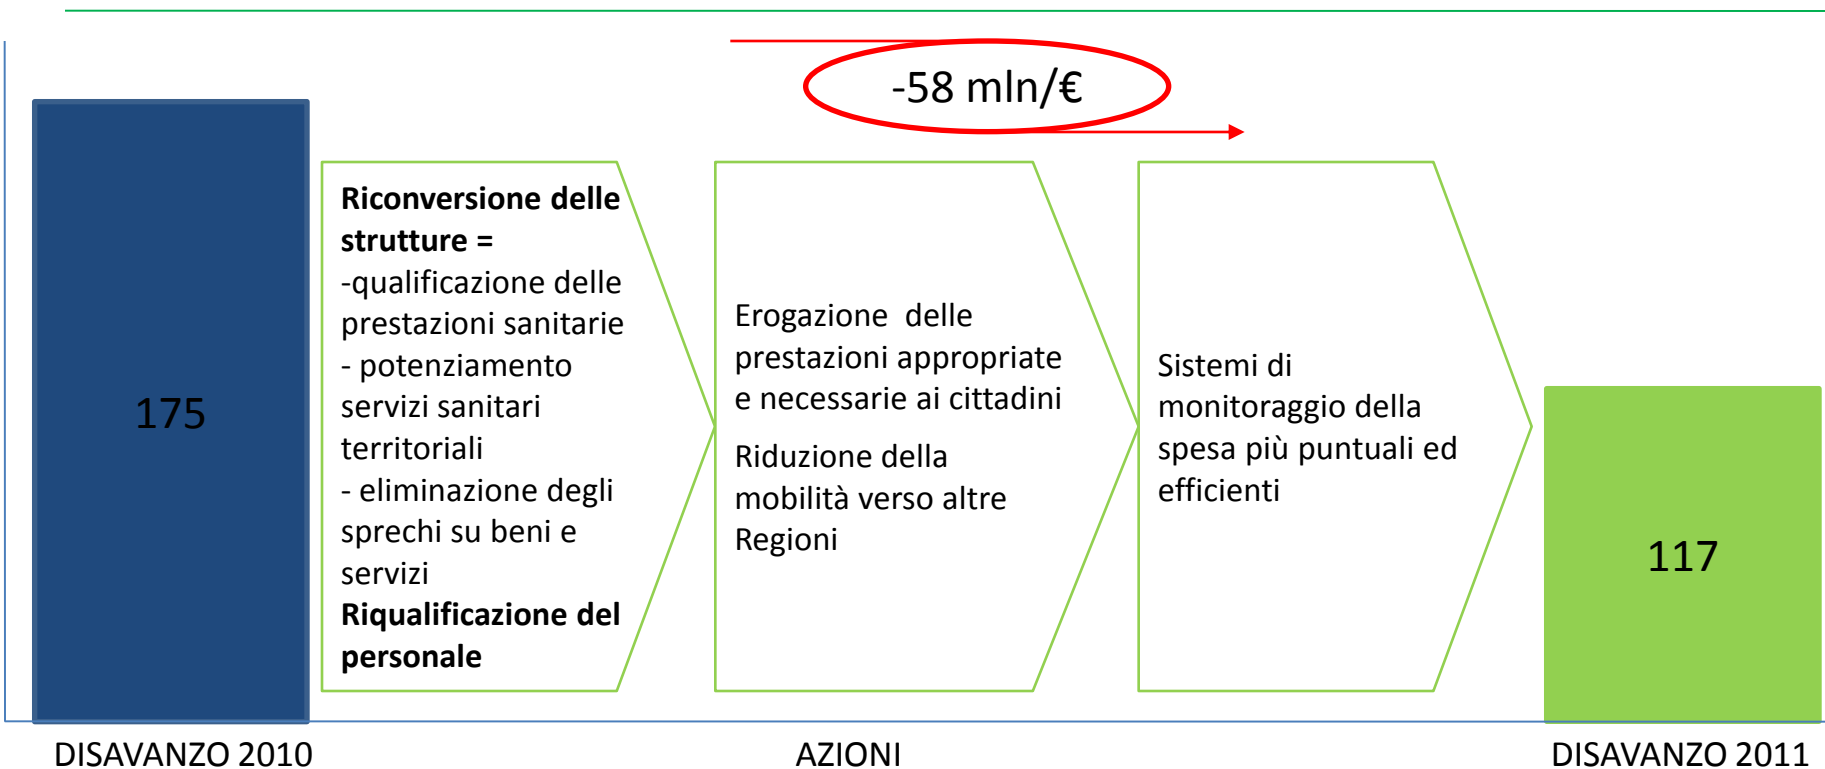 -58 mln/€
175
Riconversione delle
strutture =
-qualificazione delle
prestazioni sanitarie
- potenziamento
servizi sanitari
territoriali
- eliminazione degli
sprechi su beni e
servizi
Riqualificazione del
personale
Erogazione  delle
prestazioni appropriate
e necessarie ai cittadini
Riduzione della
mobilità verso altre
Regioni
Sistemi di
monitoraggio della
spesa più puntuali ed
efficienti
117
DISAVANZO 2010
AZIONI
DISAVANZO 2011